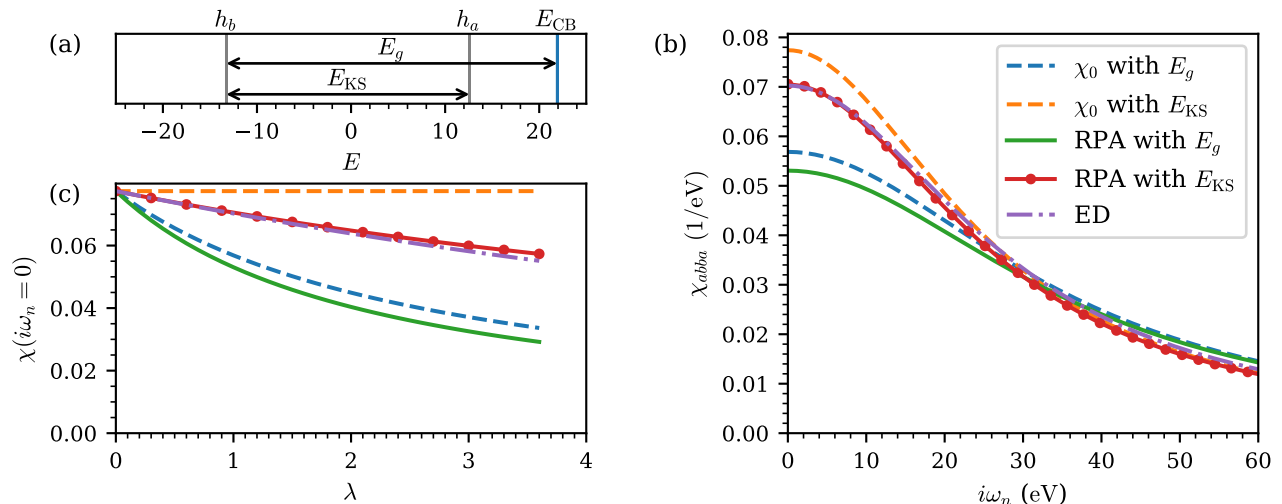 (a)
h_b h_a E_CB
E_g
E_KS
−20 −10 0 10 20
E
(c)
χ(iω_n = 0)
0.06
0.04
0.02
0.00
0 1 2 3 4
λ
(b)
χ_abba (1/eV)
0.08
0.07
0.06
0.05
0.04
0.03
0.02
0.01
0.00
0 10 20 30 40 50 60
iω_n (eV)
χ_0 with E_g
χ_0 with E_KS
RPA with E_g
RPA with E_KS
ED